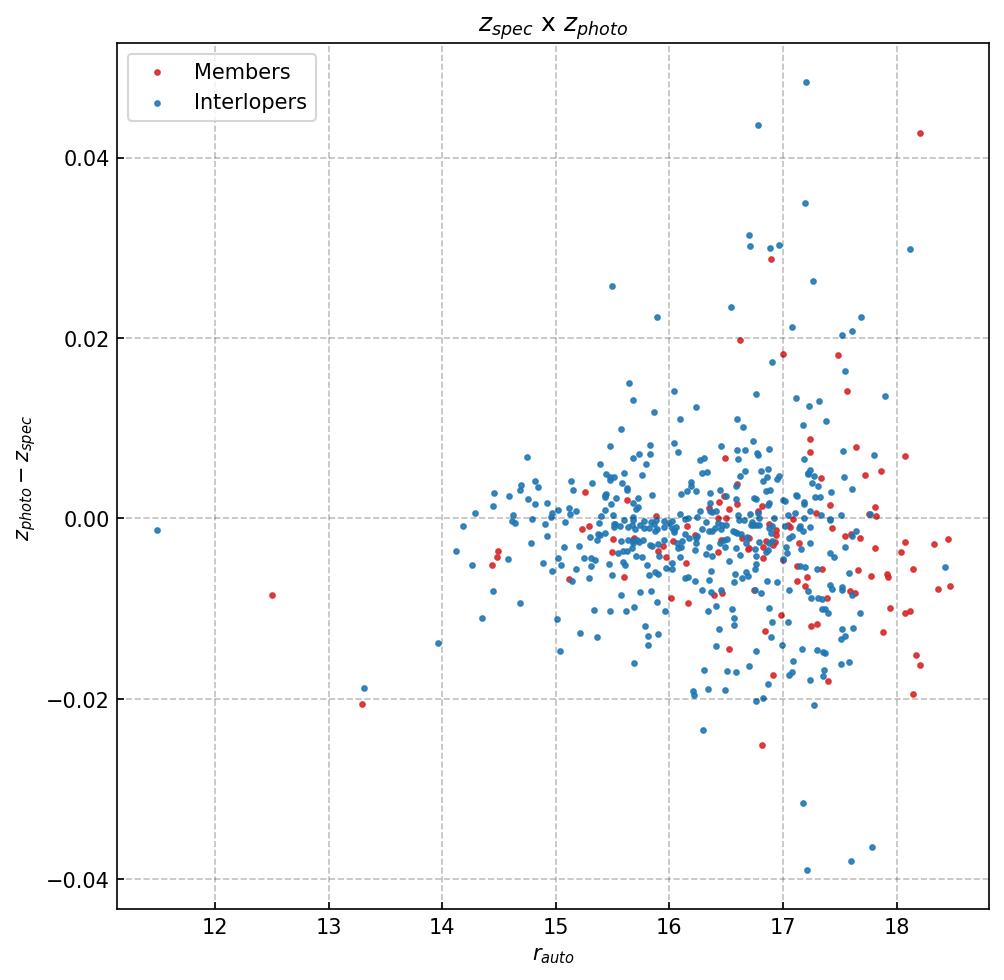 z_spec x z_photo
Members
Interlopers
0.04
0.02
0.00
−0.02
−0.04
z_photo − z_spec
12 13 14 15 16 17 18
r_auto